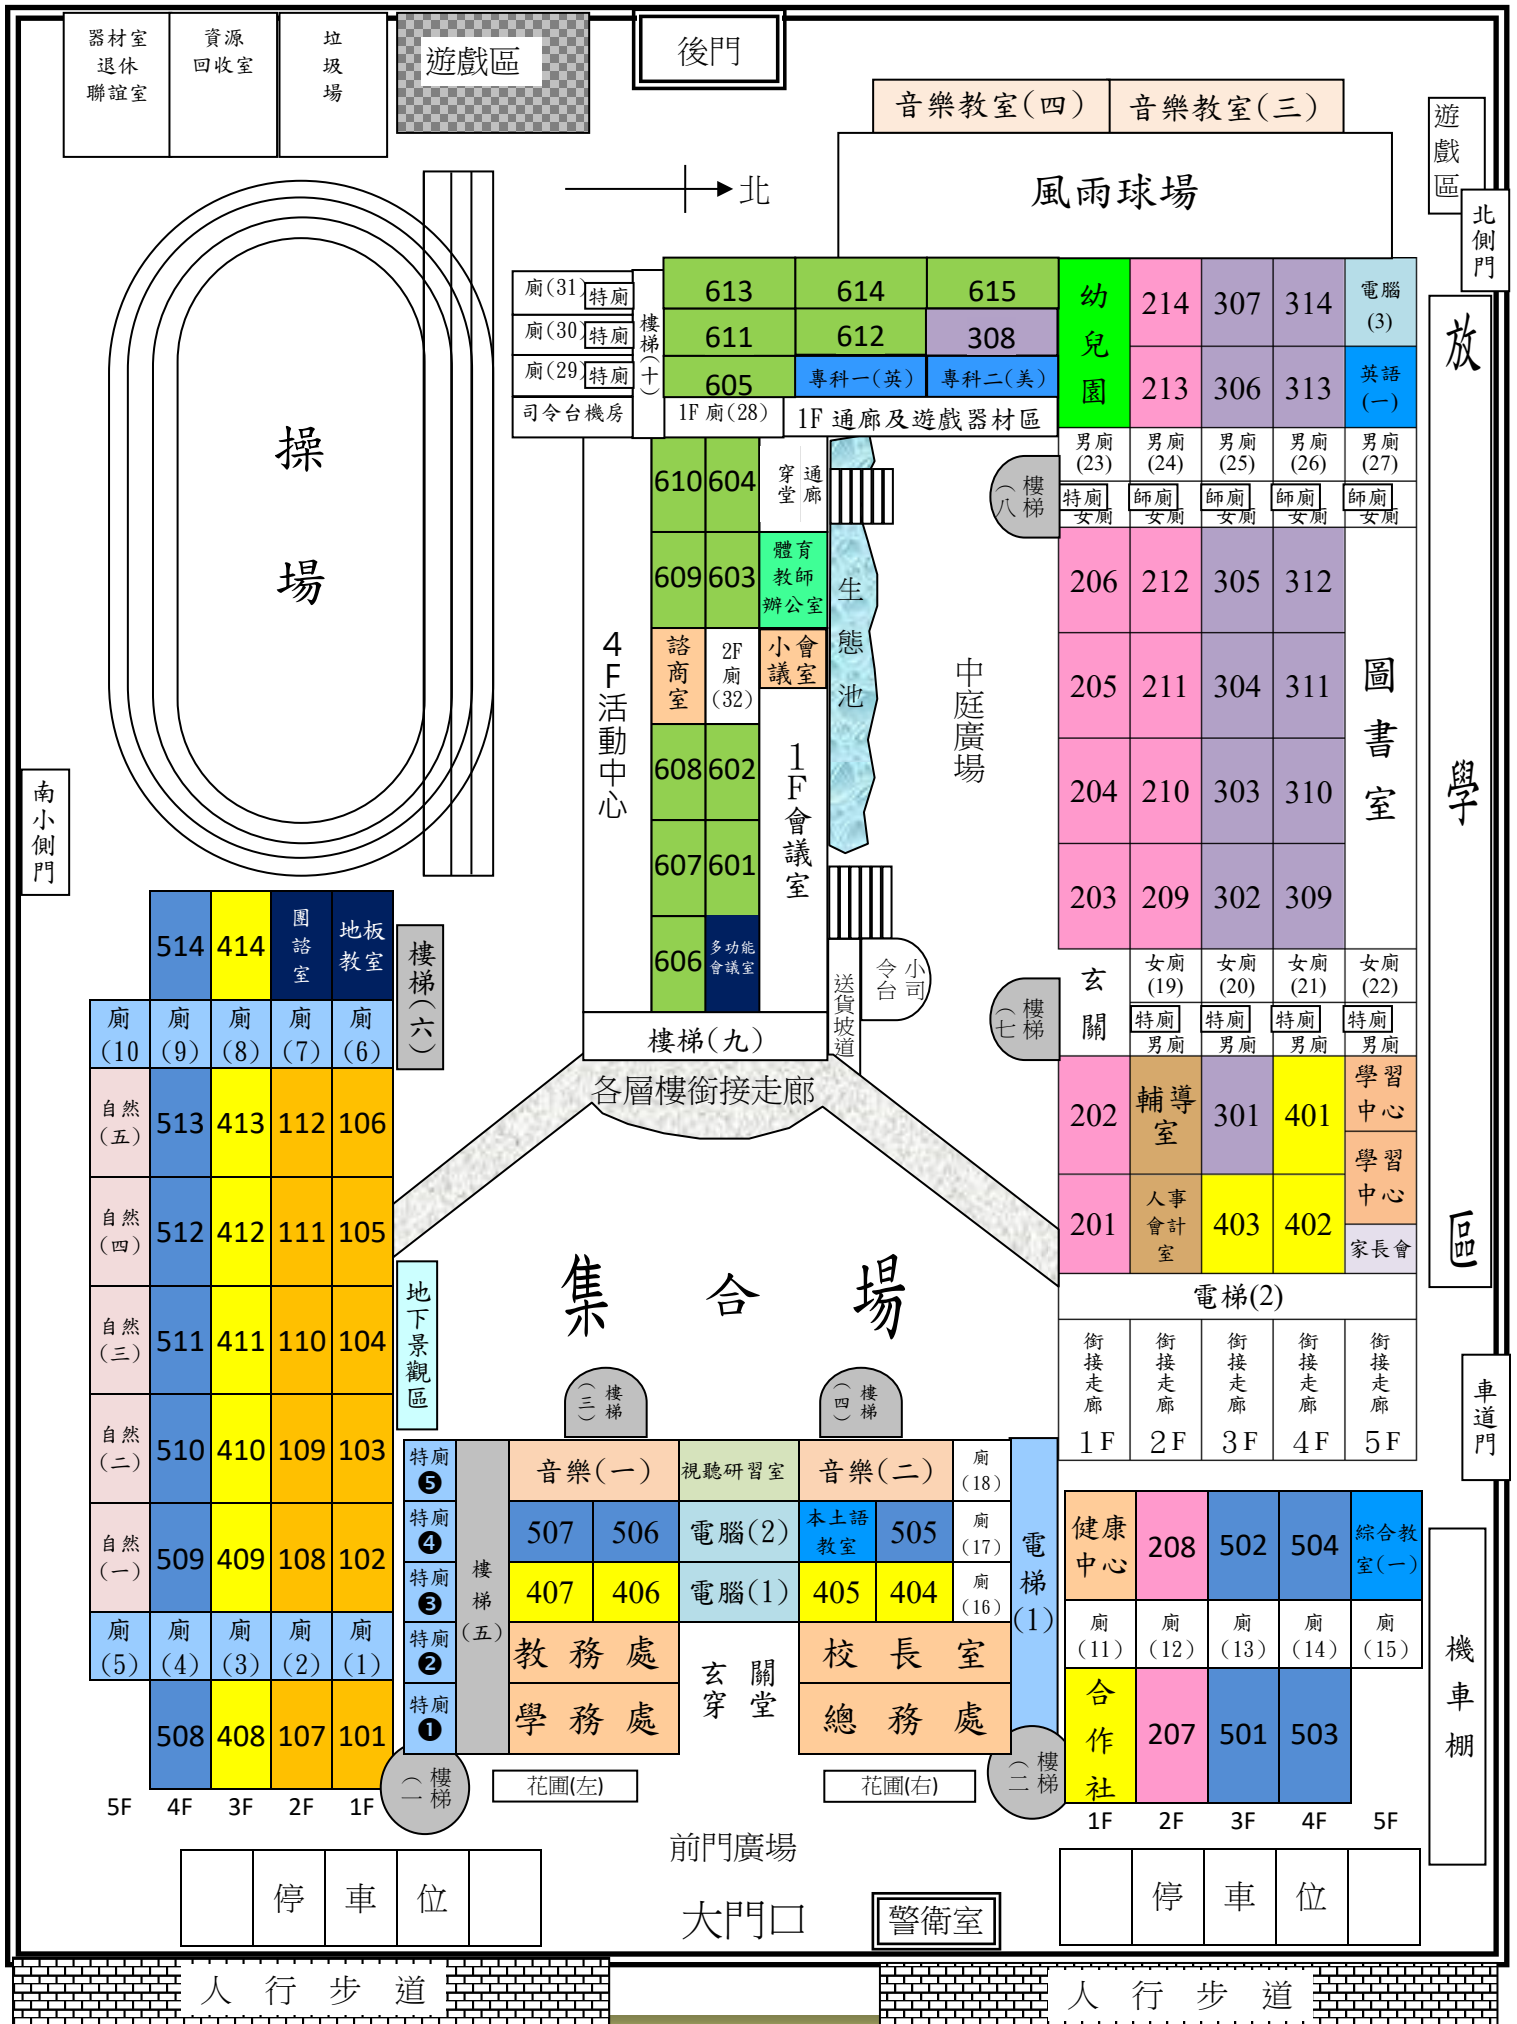 器材室
退休
聯誼室
資源
回收室
垃
圾
場
遊戲區
後門
音樂教室(四)
音樂教室(三)
遊戲區
北側門
風雨球場
北
操場
南小側門
放學區
廁(31)
特廁
廁(30)
特廁
廁(29)
特廁
司令台機房
樓梯(十)
613 614 615
611 612 308
605 專科一(英) 專科二(美)
1F 廁(28)
1F 通廊及遊戲器材區
幼兒園
214 307 314
電腦
(3)
213 306 313
英語
(一)
男廁
(23)
男廁
(24)
男廁
(25)
男廁
(26)
男廁
(27)
特廁 師廁 師廁 師廁 師廁
女廁 女廁 女廁 女廁 女廁
樓梯(八)
206 212 305 312
205 211 304 311
204 210 303 310
203 209 302 309
圖書室
610 604
穿堂
通廊
609 603
體育
教師
辦公室
諮商室
2F
廁
(32)
小會
議室
608 602
607 601
606
多功能
會議室
4F活動中心
1F會議室
生態池
中庭廣場
小司令台
送貨坡道
樓梯(九)
各層樓銜接走廊
玄關
樓梯(七)
女廁
(19)
女廁
(20)
女廁
(21)
女廁
(22)
特廁 特廁 特廁 特廁
男廁 男廁 男廁 男廁
202
輔導
室
301 401
學習
中心
學習
中心
201
人事
會計
室
403 402
家長會
電梯(2)
銜接走廊 銜接走廊 銜接走廊 銜接走廊 銜接走廊
1F 2F 3F 4F 5F
車道門
514 414
團諮室
地板
教室
樓梯(六)
廁
(10
廁
(9)
廁
(8)
廁
(7)
廁
(6)
自然
(五)
513 413 112 106
自然
(四)
512 412 111 105
自然
(三)
511 411 110 104
自然
(二)
510 410 109 103
自然
(一)
509 409 108 102
廁
(5)
廁
(4)
廁
(3)
廁
(2)
廁
(1)
508 408 107 101
5F 4F 3F 2F 1F
地下景觀區
集合場
樓梯(三)
樓梯(四)
特廁
❺
音樂(一) 視聽研習室 音樂(二)
廁
(18)
特廁
❹
507 506 電腦(2)
本土語
教室
505
廁
(17)
特廁
❸
407 406 電腦(1) 405 404
廁
(16)
特廁
❷
教務處
校長室
特廁
❶
學務處
總務處
樓梯(五)
玄關
穿堂
電梯(1)
樓梯(一)
樓梯(二)
花圃(左)
花圃(右)
健康
中心
208 502 504
綜合教
室(一)
廁
(11)
廁
(12)
廁
(13)
廁
(14)
廁
(15)
合作社
207 501 503
1F 2F 3F 4F 5F
機車棚
前門廣場
停車位
大門口
警衛室
停車位
人行步道
人行步道